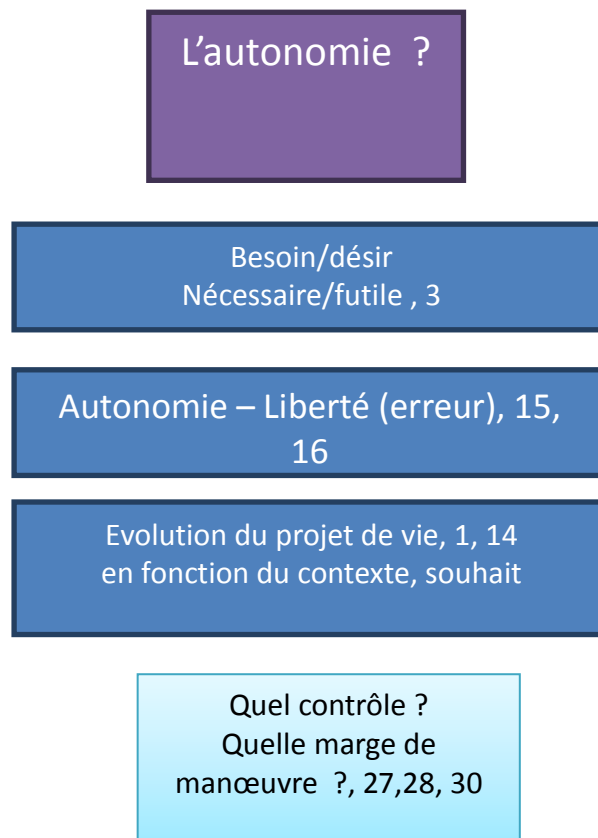 L’autonomie ?
Besoin/désir
Nécessaire/futile , 3
Autonomie – Liberté (erreur), 15,
16
Evolution du projet de vie, 1, 14
en fonction du contexte, souhait
Quel contrôle ?
Quelle marge de
manœuvre ?, 27,28, 30